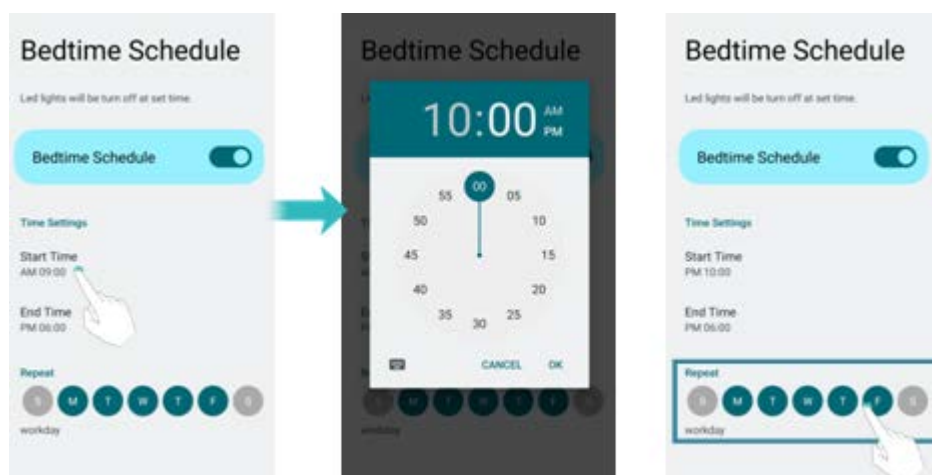 Bedtime Schedule
Led lights will be turn off at set time.
Bedtime Schedule
Time Settings
Start Time
AM 09:00
End Time
PM 06:00
Repeat
S M T W T F S
workday
Bedtime Schedule
10:00 AM PM
00
05
10
15
20
25
30
35
40
45
50
55
CANCEL OK
workday
Bedtime Schedule
Led lights will be turn off at set time.
Bedtime Schedule
Time Settings
Start Time
PM 10:00
End Time
PM 06:00
Repeat
S M T W T F S
workday